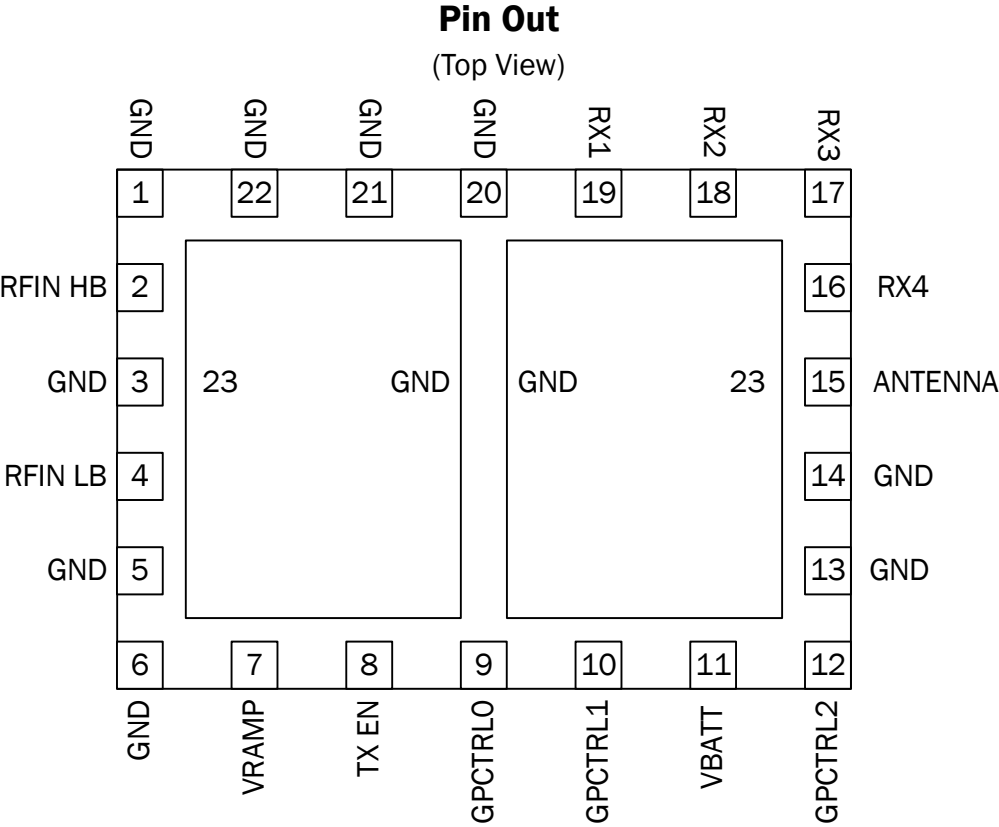 Pin Out
(Top View)
GND
GND
GND
GND
RX1
RX2
RX3
1
22
21
20
19
18
17
RFIN HB
2
16
RX4
GND
3
23
GND
GND
23
15
ANTENNA
RFIN LB
4
14
GND
GND
5
13
GND
6
7
8
9
10
11
12
GND
VRAMP
TX EN
GPCTRL0
GPCTRL1
VBATT
GPCTRL2